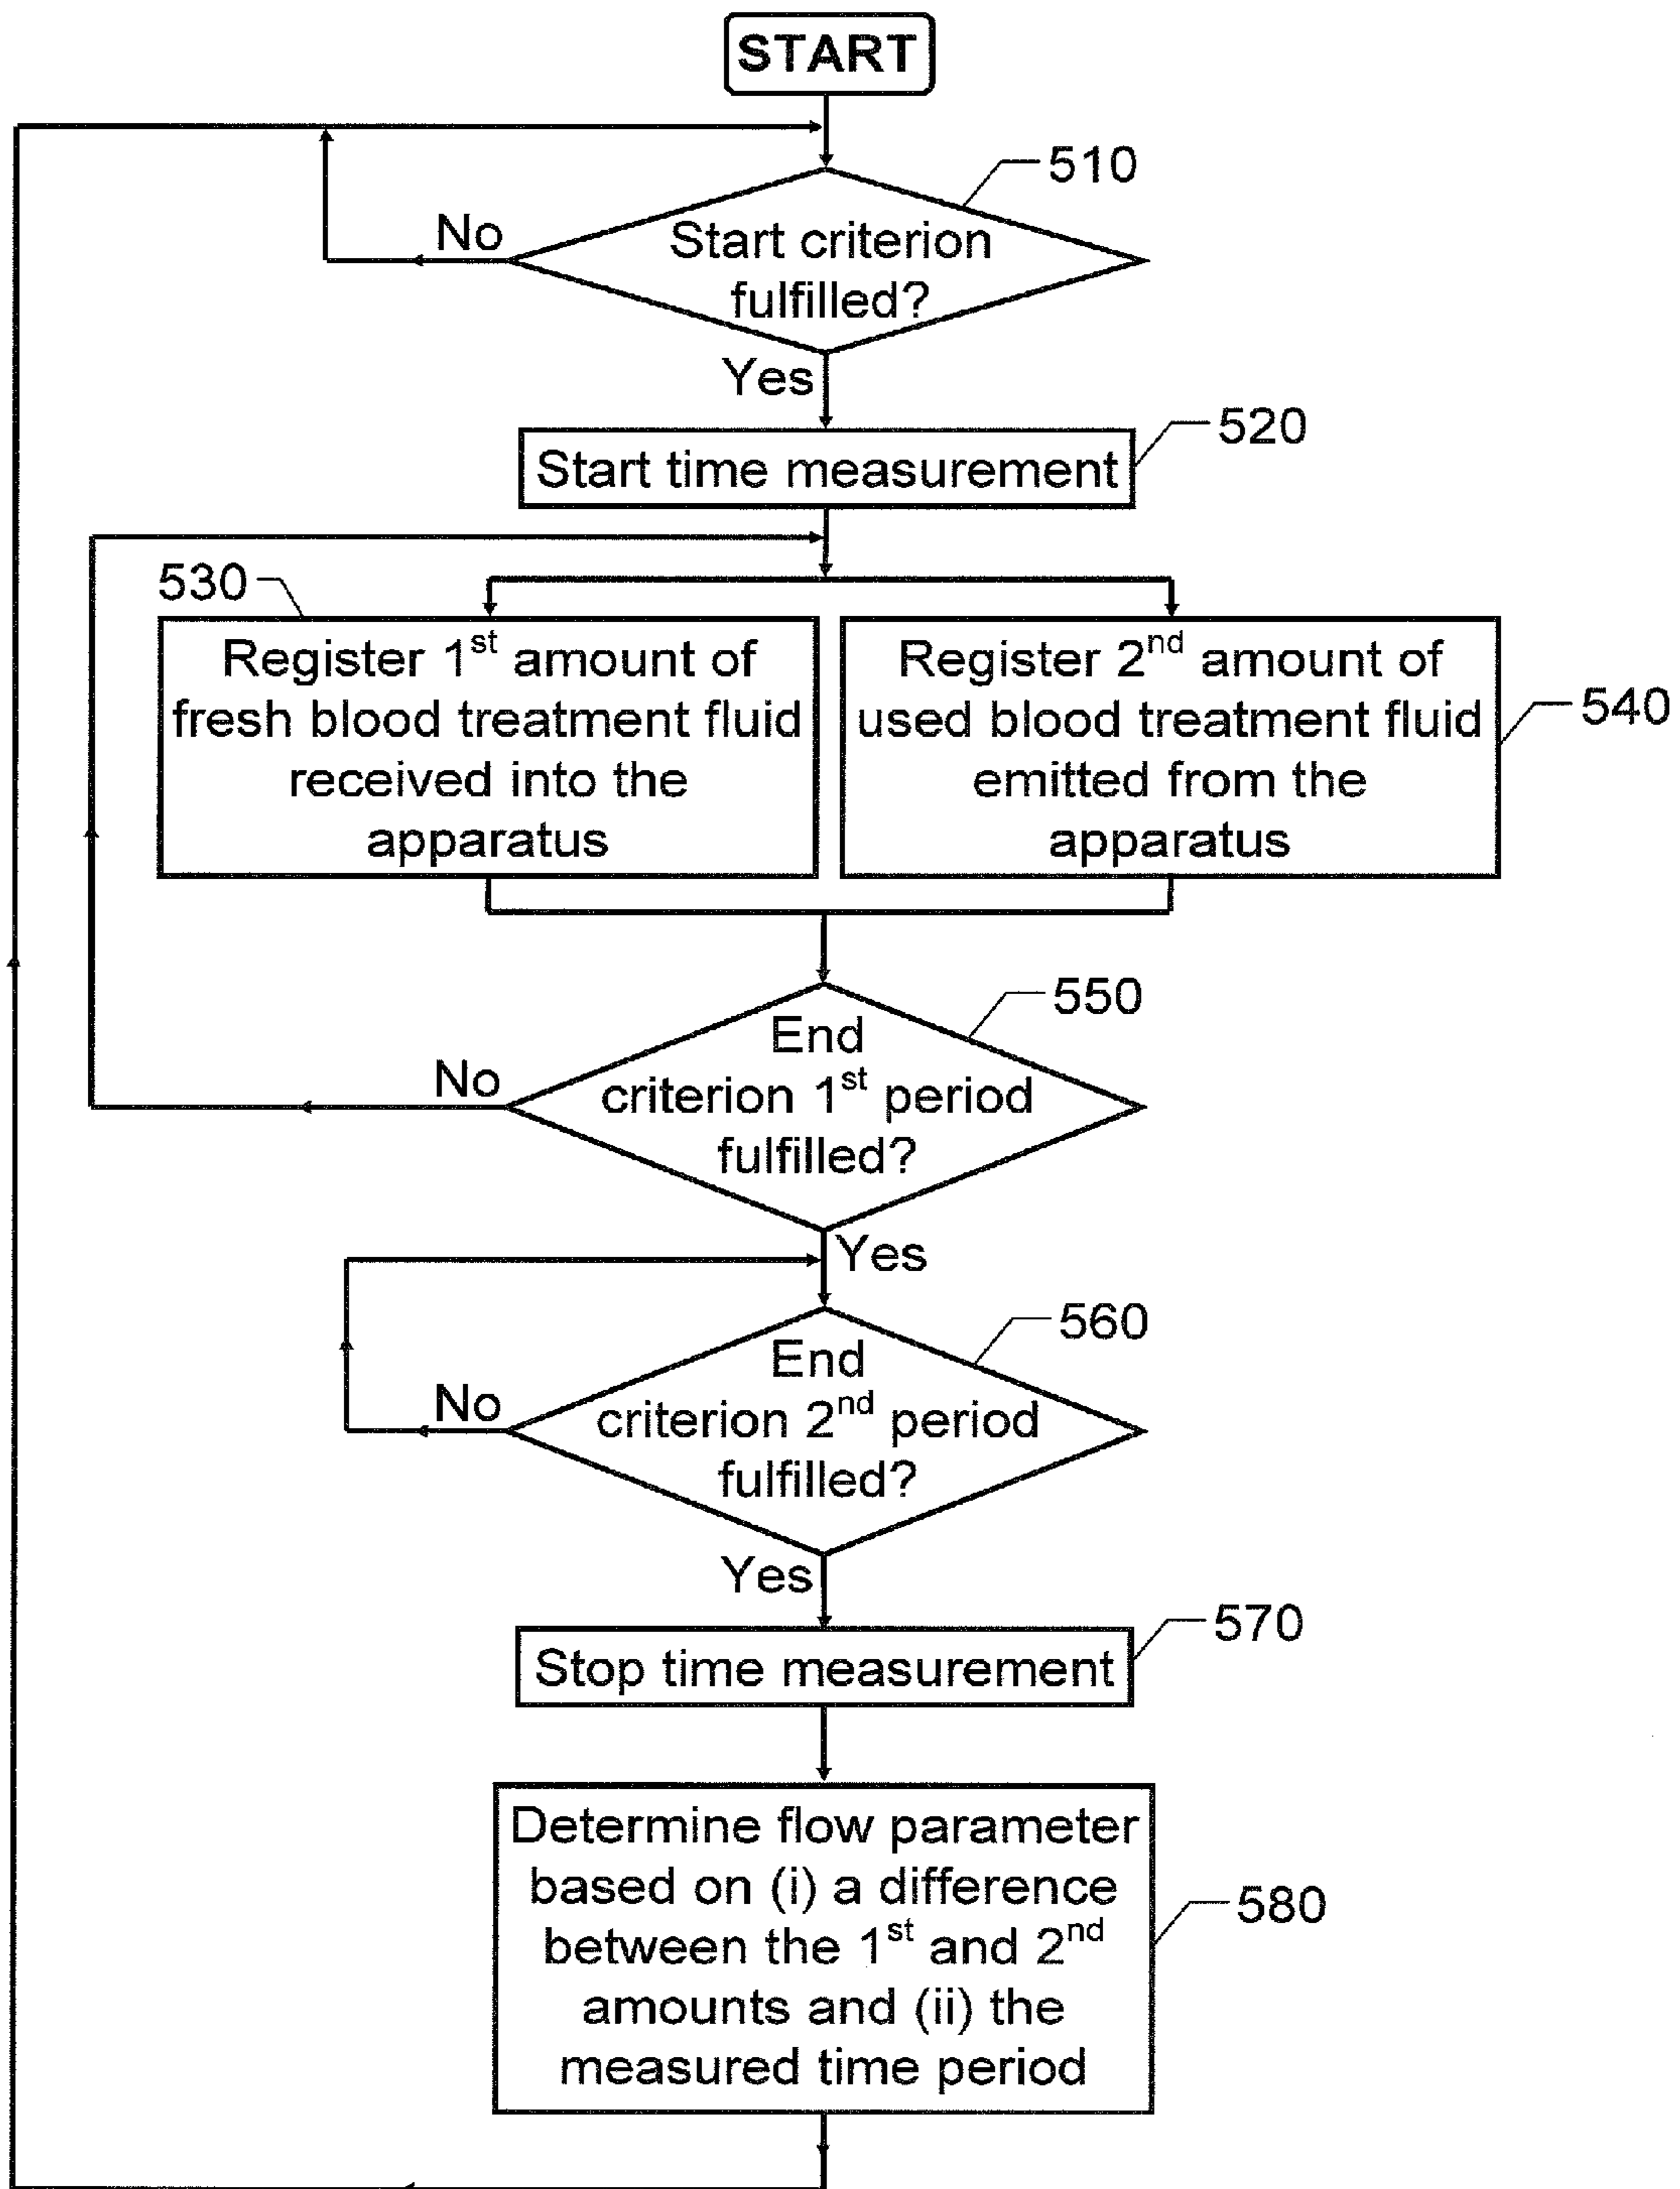 START
510
No
Start criterion
fulfilled?
Yes
520
Start time measurement
530
Register 1st amount of
fresh blood treatment fluid
received into the
apparatus
Register 2nd amount of
used blood treatment fluid
emitted from the
apparatus
540
550
No
End
criterion 1st period
fulfilled?
Yes
560
No
End
criterion 2nd period
fulfilled?
Yes
570
Stop time measurement
Determine flow parameter
based on (i) a difference
between the 1st and 2nd
amounts and (ii) the
measured time period
580